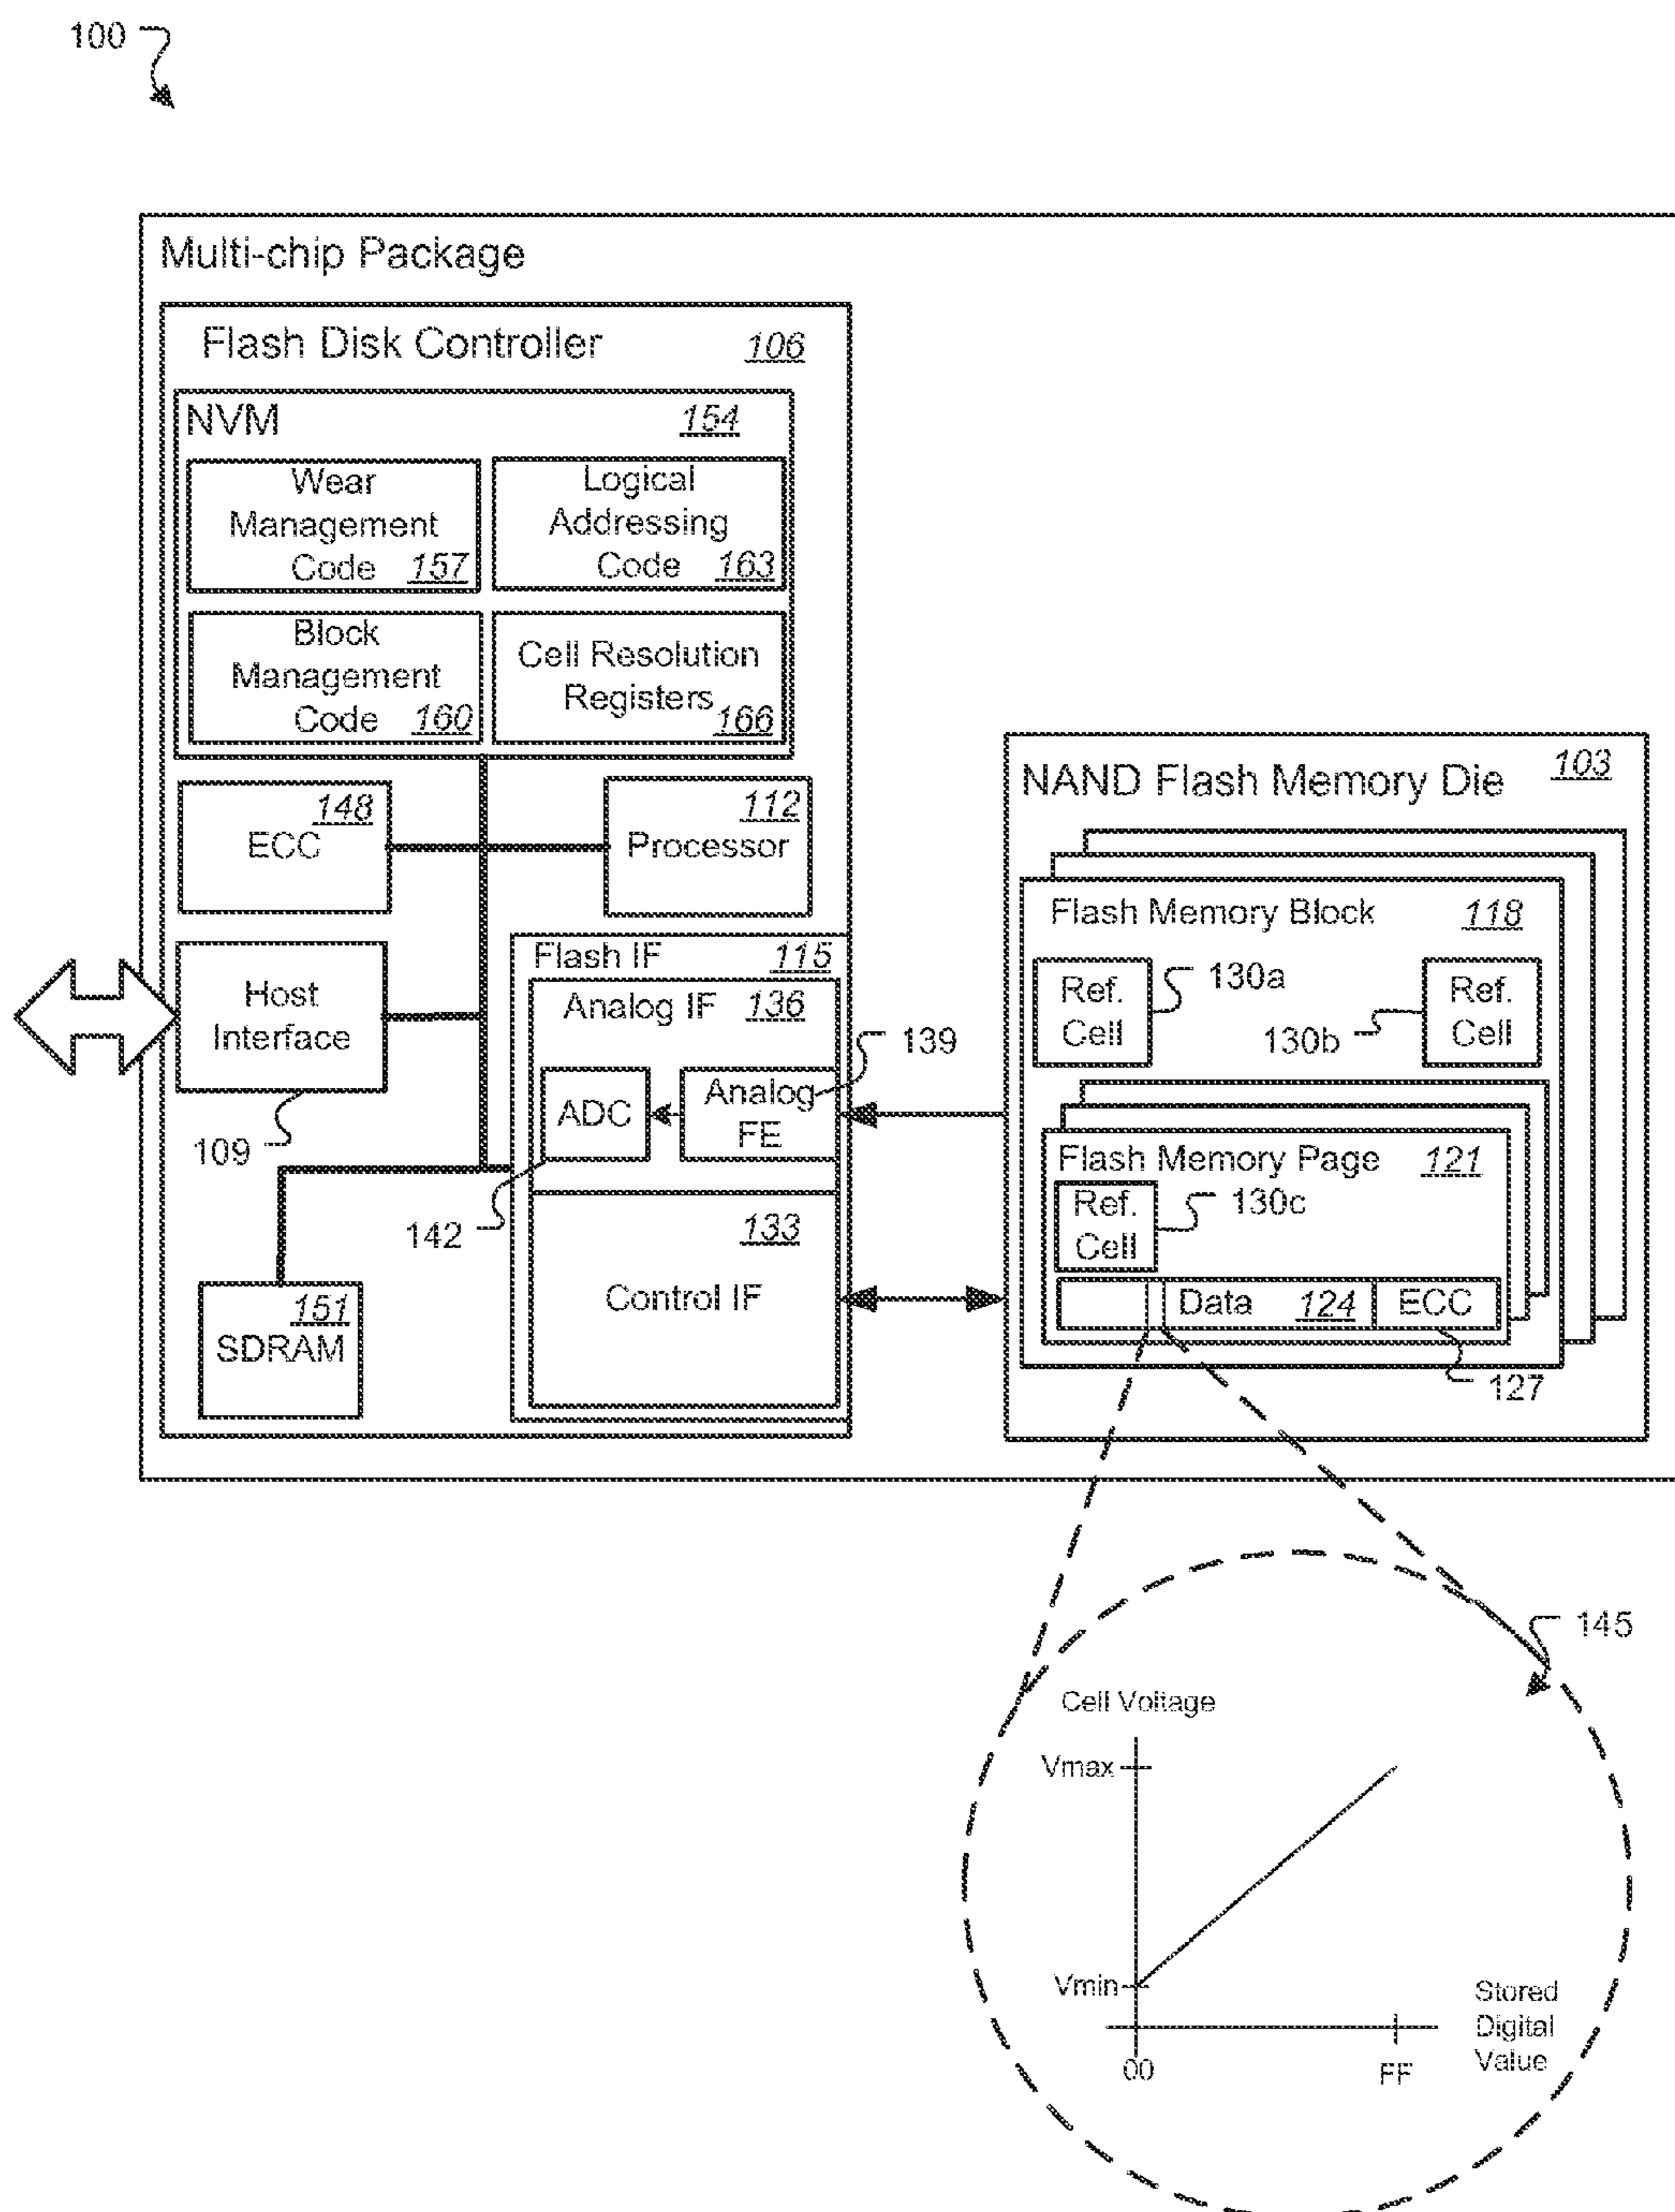 100
Multi-chip Package
Flash Disk Controller 106
NVM 154
Wear
Management
Code 157
Logical
Addressing
Code 163
Block
Management
Code 160
Cell Resolution
Registers 166
148
ECC
112
Processor
Host
Interface
109
Flash IF 115
Analog IF 136
139
ADC
Analog
FE
142
133
Control IF
151
SDRAM
NAND Flash Memory Die 103
Flash Memory Block 118
Ref.
Cell
130a
130b
Ref.
Cell
Flash Memory Page 121
Ref.
Cell
130c
Data 124 ECC
127
145
Cell Voltage
Vmax
Vmin
00
FF
Stored
Digital
Value